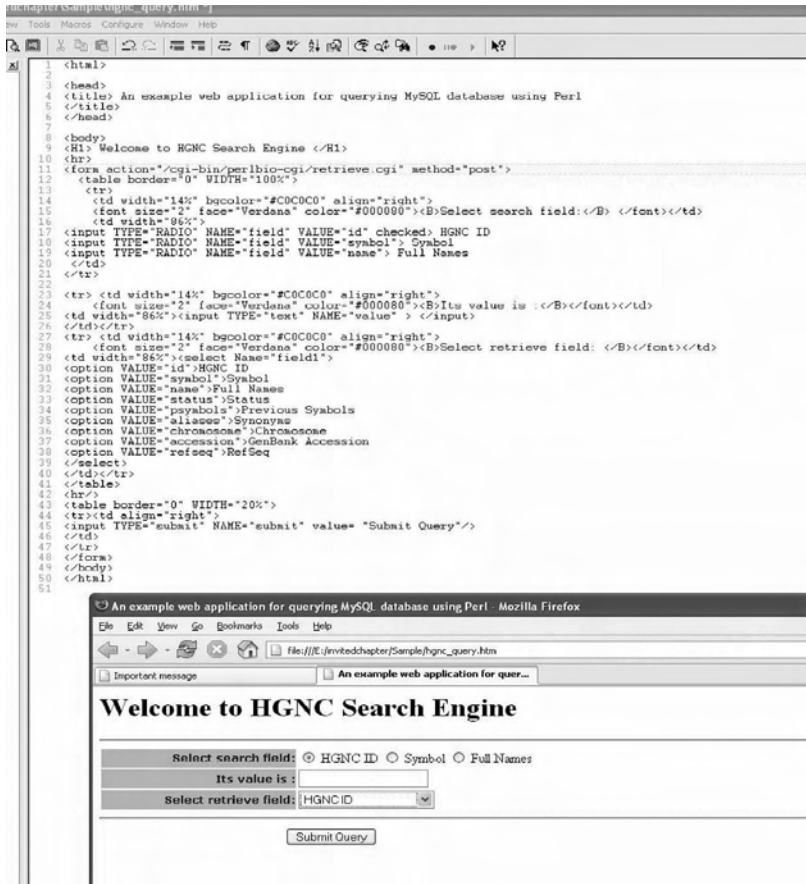 dchapter\Sample\hgnc_query.htm *]
ew Tools Macros Configure Window Help
1 <html>
2
3 <head>
4 <title> An example web application for querying MySQL database using Perl
5 </title>
6 </head>
7
8 <body>
9 <H1> Welcome to HGNC Search Engine </H1>
10 <hr>
11 <form action="/cgi-bin/perlbio-cgi/retrieve.cgi" method="post">
12 <table border="0" WIDTH="100%">
13 <tr>
14 <td width="14%" bgcolor="#C0C0C0" align="right">
15 <font size="2" face="Verdana" color="#000080"><B>Select search field:</B> </font></td>
16 <td width="86%">
17 <input TYPE="RADIO" NAME="field" VALUE="id" checked> HGNC ID
18 <input TYPE="RADIO" NAME="field" VALUE="symbol"> Symbol
19 <input TYPE="RADIO" NAME="field" VALUE="name"> Full Names
20 </td>
21 </tr>
22
23 <tr> <td width="14%" bgcolor="#C0C0C0" align="right">
24 <font size="2" face="Verdana" color="#000080"><B>Its value is :</B></font></td>
25 <td width="86%"><input TYPE="text" NAME="value" > </input>
26 </td></tr>
27 <tr> <td width="14%" bgcolor="#C0C0C0" align="right">
28 <font size="2" face="Verdana" color="#000080"><B>Select retrieve field: </B></font></td>
29 <td width="86%"><select Name="field1">
30 <option VALUE="id">HGNC ID
31 <option VALUE="symbol">Symbol
32 <option VALUE="name">Full Names
33 <option VALUE="status">Status
34 <option VALUE="psymbols">Previous Symbols
35 <option VALUE="aliases">Synonyms
36 <option VALUE="chromosome">Chromosome
37 <option VALUE="accession">GenBank Accession
38 <option VALUE="refseq">RefSeq
39 </select>
40 </td></tr>
41 </table>
42 <hr/>
43 <table border="0" WIDTH="20%">
44 <tr><td align="right">
45 <input TYPE="submit" NAME="submit" value= "Submit Query"/>
46 </td>
47 </tr>
48 </form>
49 </body>
50 </html>
51
An example web application for querying MySQL database using Perl - Mozilla Firefox
File Edit View Go Bookmarks Tools Help
file:///E:/invitedchapter/Sample/hgnc_query.htm
Important message An example web application for quer...
Welcome to HGNC Search Engine
Select search field: HGNC ID Symbol Full Names
Its value is :
Select retrieve field: HGNC ID
Submit Query